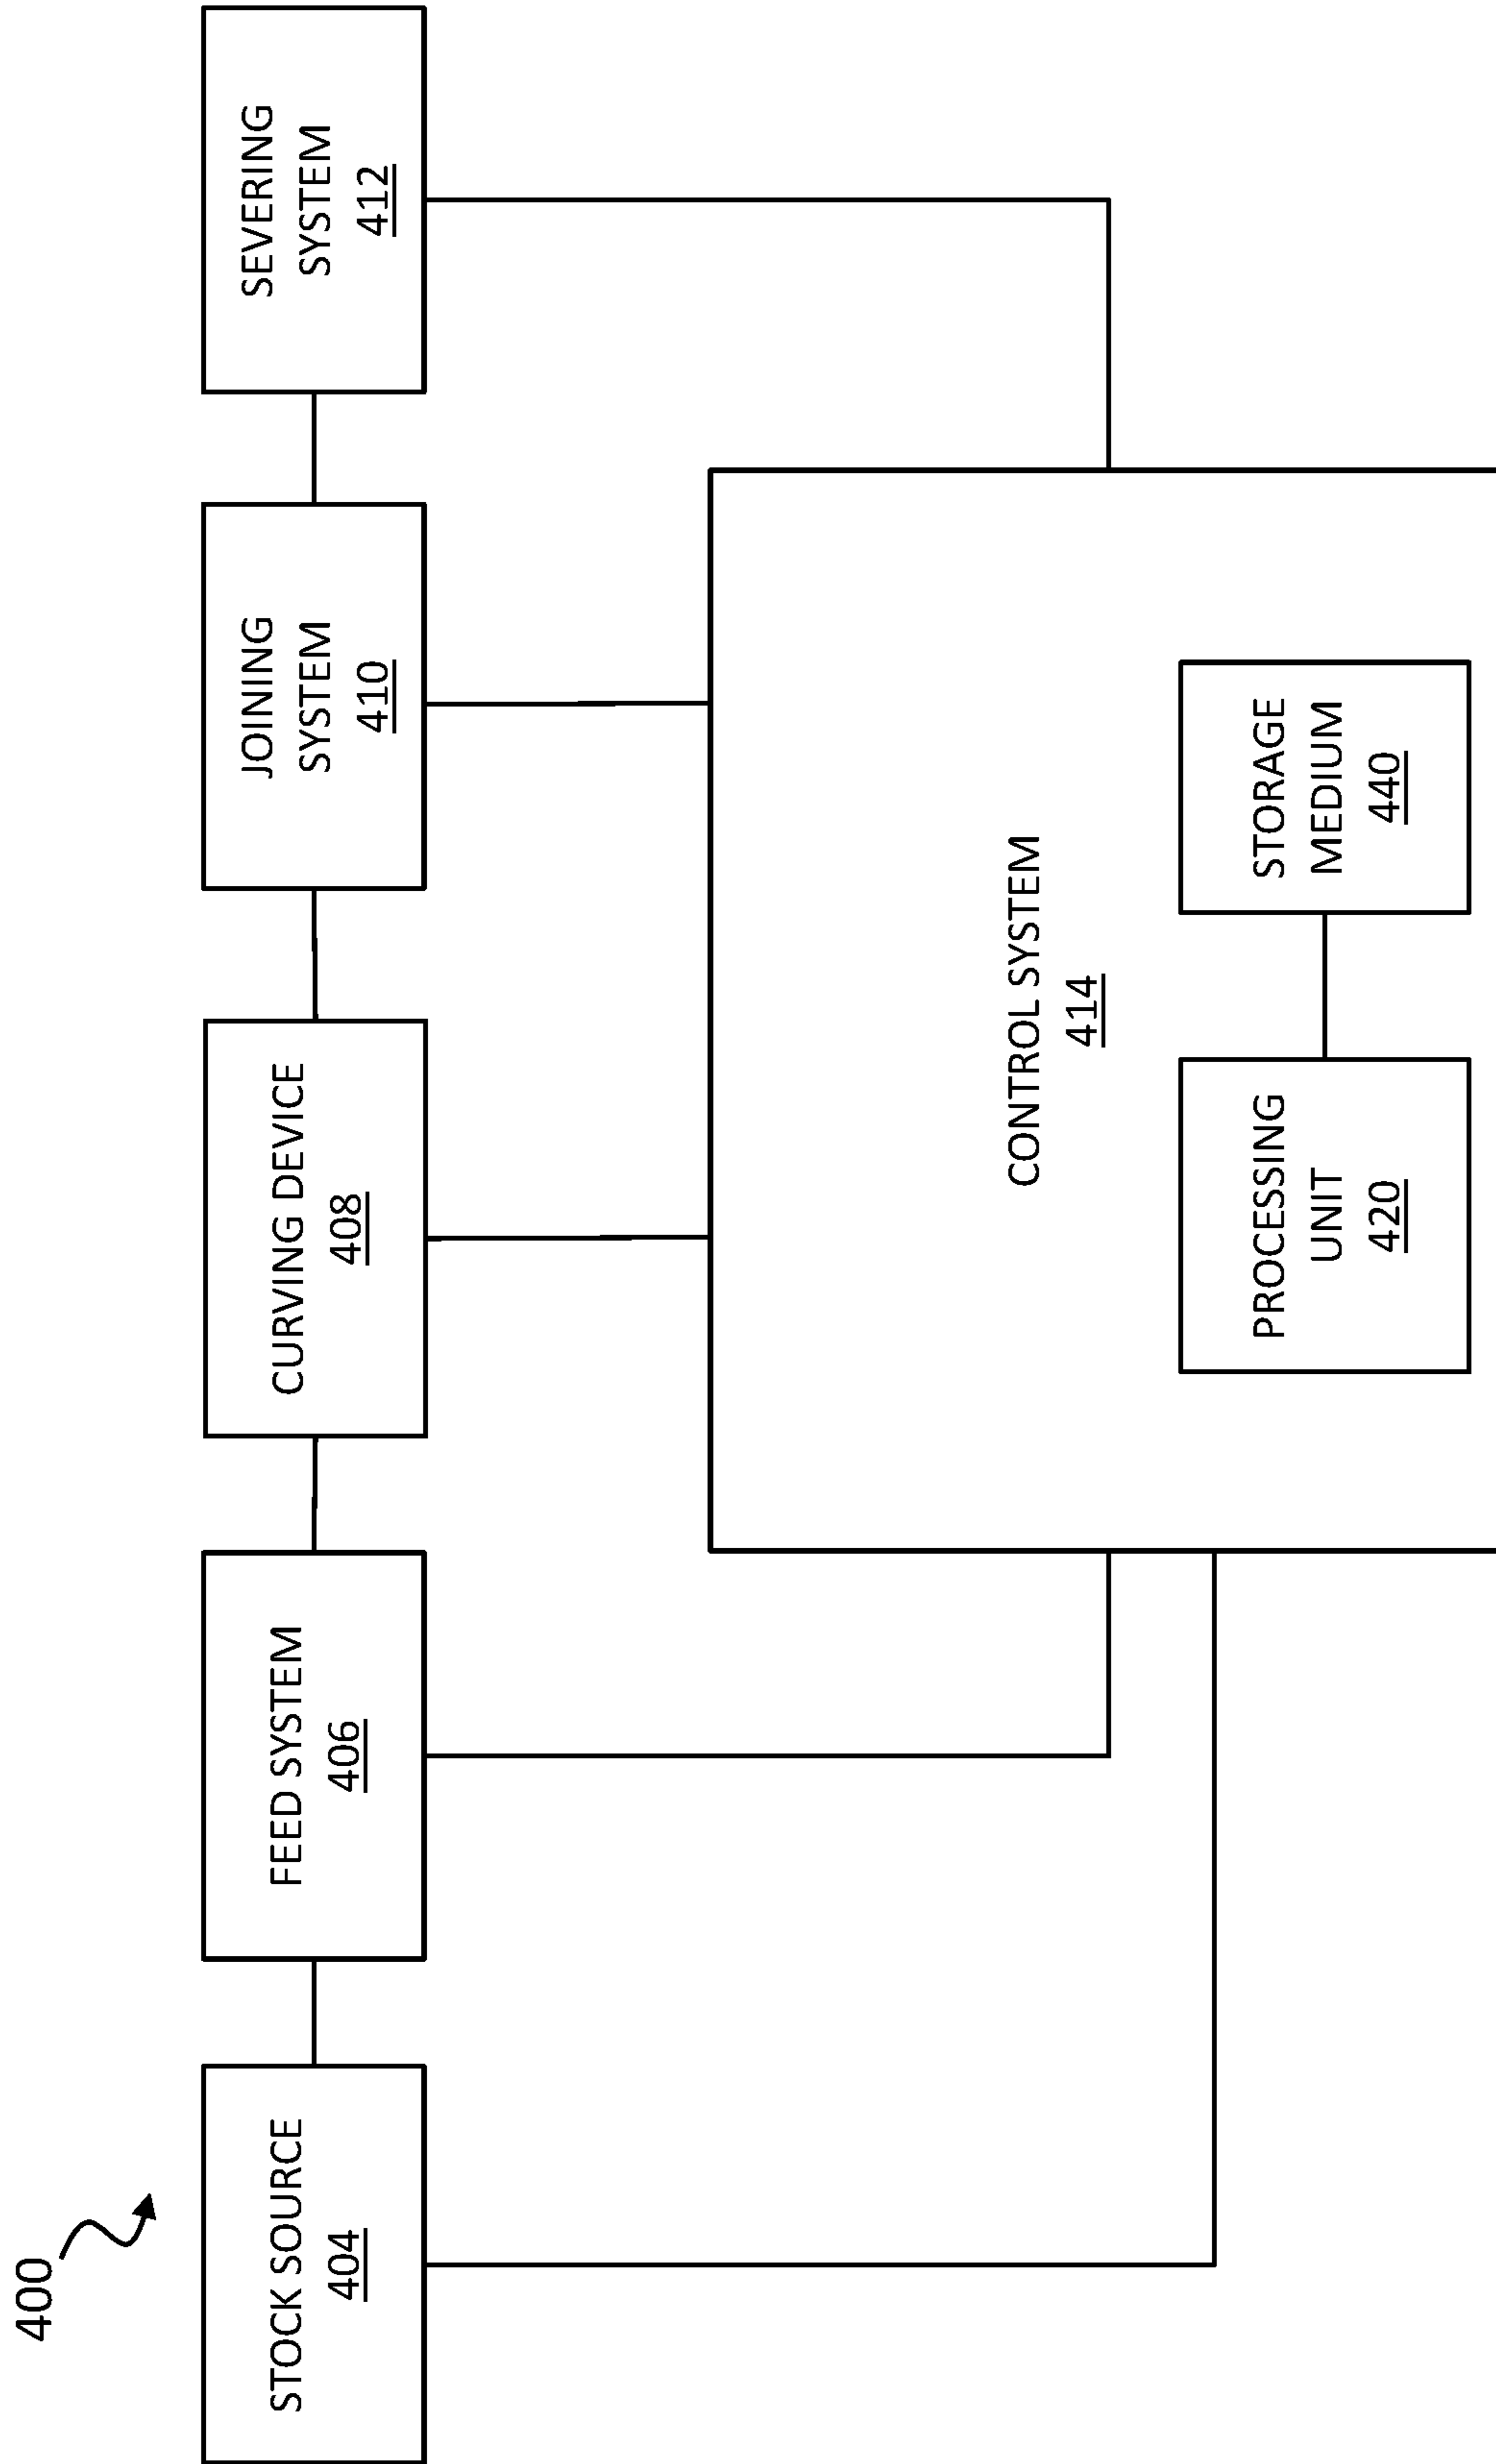 400
STOCK SOURCE
404
FEED SYSTEM
406
CURVING DEVICE
408
JOINING
SYSTEM
410
SEVERING
SYSTEM
412
CONTROL SYSTEM
414
PROCESSING
UNIT
420
STORAGE
MEDIUM
440